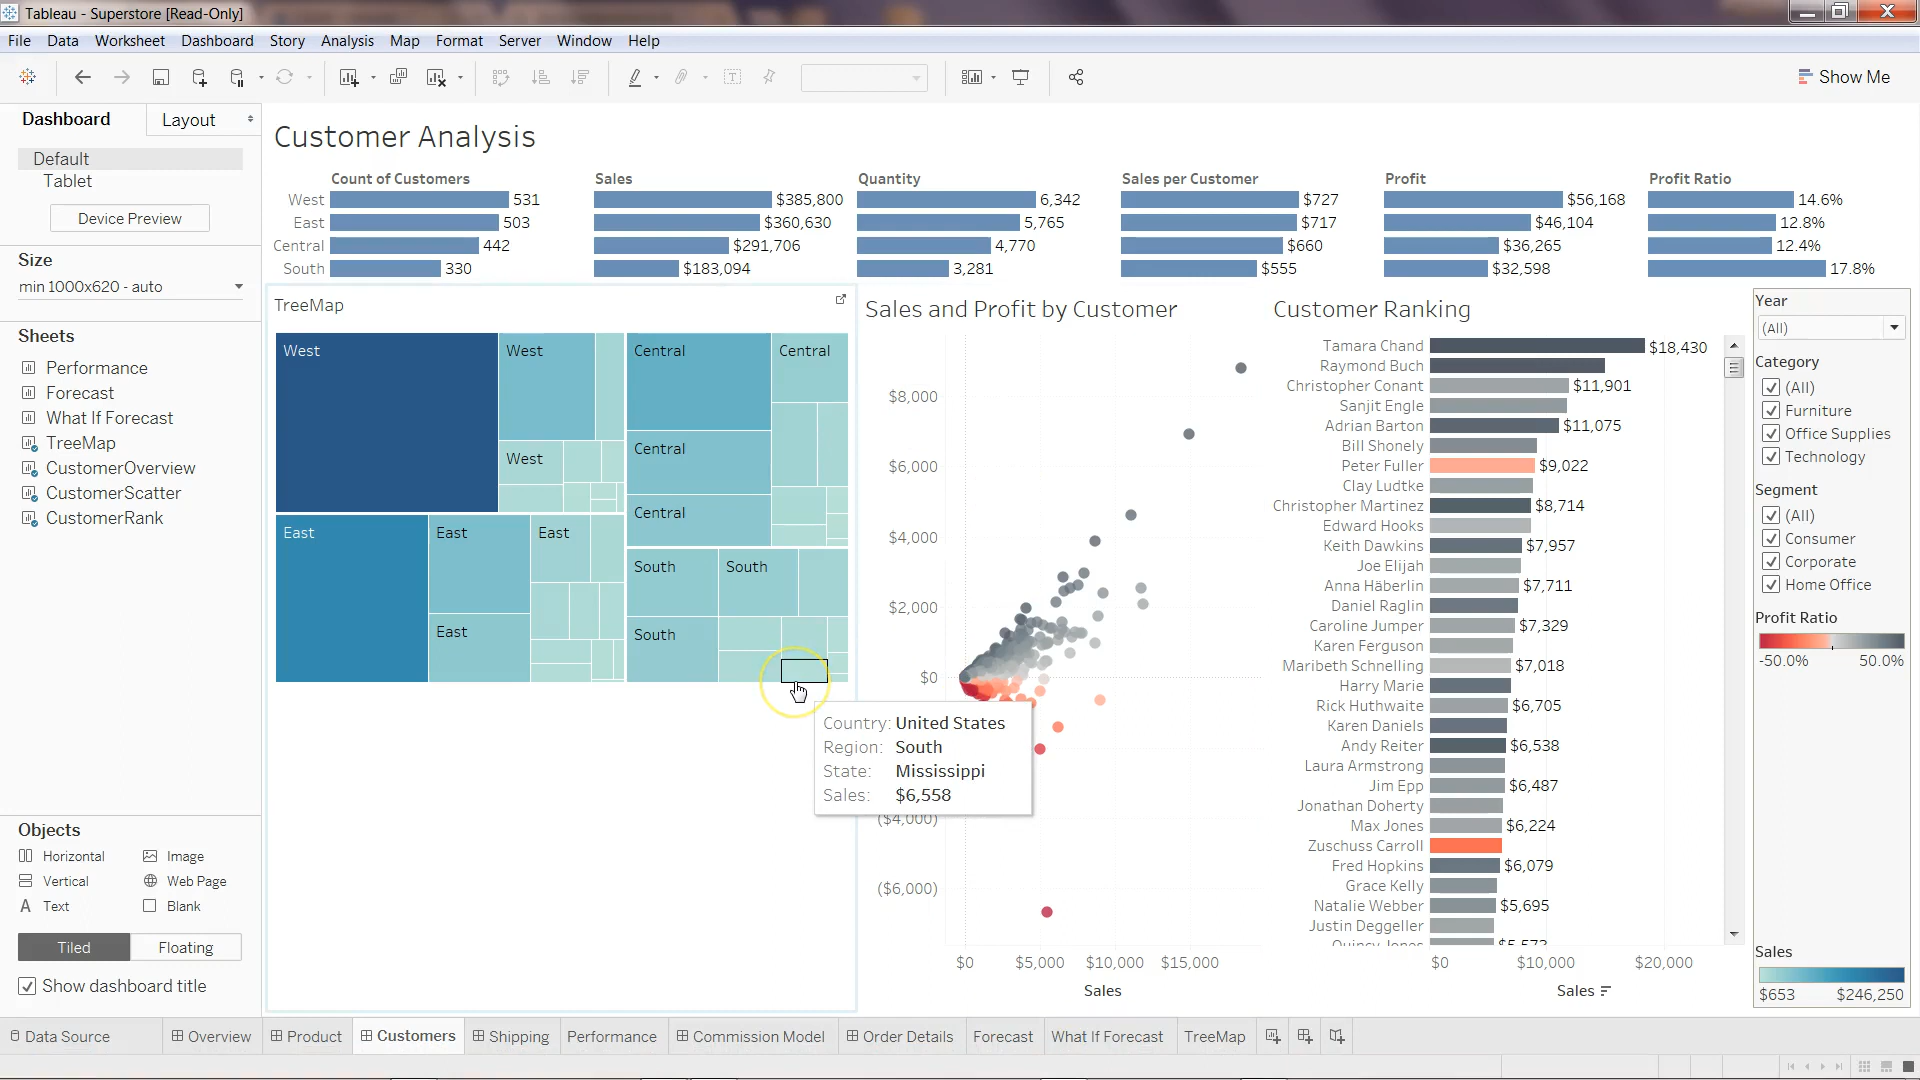 Tableau - Superstore [Read-Only]
File Data Worksheet Dashboard Story Analysis Map Format Server Window Help
Show Me
Dashboard Layout
Default
Tablet
Device Preview
Size
min 1000x620 - auto
Sheets
Performance
Forecast
What If Forecast
TreeMap
CustomerOverview
CustomerScatter
CustomerRank
Objects
Horizontal Image
Vertical Web Page
A Text Blank
Tiled Floating
Show dashboard title
Customer Analysis
Count of Customers Sales Quantity Sales per Customer Profit Profit Ratio
West 531 $385,800 6,342 $727 $56,168 14.6%
East 503 $360,630 5,765 $717 $46,104 12.8%
Central 442 $291,706 4,770 $660 $36,265 12.4%
South 330 $183,094 3,281 $555 $32,598 17.8%
TreeMap
West West Central Central
Central
West
Central
East East East
South South
East South
Country: United States
Region: South
State: Mississippi
Sales: $6,558
Sales and Profit by Customer
$8,000
$6,000
$4,000
$2,000
$0
($4,000)
($6,000)
$0 $5,000 $10,000 $15,000
Sales
Customer Ranking
Tamara Chand $18,430
Raymond Buch
Christopher Conant $11,901
Sanjit Engle
Adrian Barton $11,075
Bill Shonely
Peter Fuller $9,022
Clay Ludtke
Christopher Martinez $8,714
Edward Hooks
Keith Dawkins $7,957
Joe Elijah
Anna Häberlin $7,711
Daniel Raglin
Caroline Jumper $7,329
Karen Ferguson
Maribeth Schnelling $7,018
Harry Marie
Rick Huthwaite $6,705
Karen Daniels
Andy Reiter $6,538
Laura Armstrong
Jim Epp $6,487
Jonathan Doherty
Max Jones $6,224
Zuschuss Carroll
Fred Hopkins $6,079
Grace Kelly
Natalie Webber $5,695
Justin Deggeller
Quincy Jones $5,573
$0 $10,000 $20,000
Sales
Year
(All)
Category
(All)
Furniture
Office Supplies
Technology
Segment
(All)
Consumer
Corporate
Home Office
Profit Ratio
-50.0% 50.0%
Sales
$653 $246,250
Data Source Overview Product Customers Shipping Performance Commission Model Order Details Forecast What If Forecast TreeMap